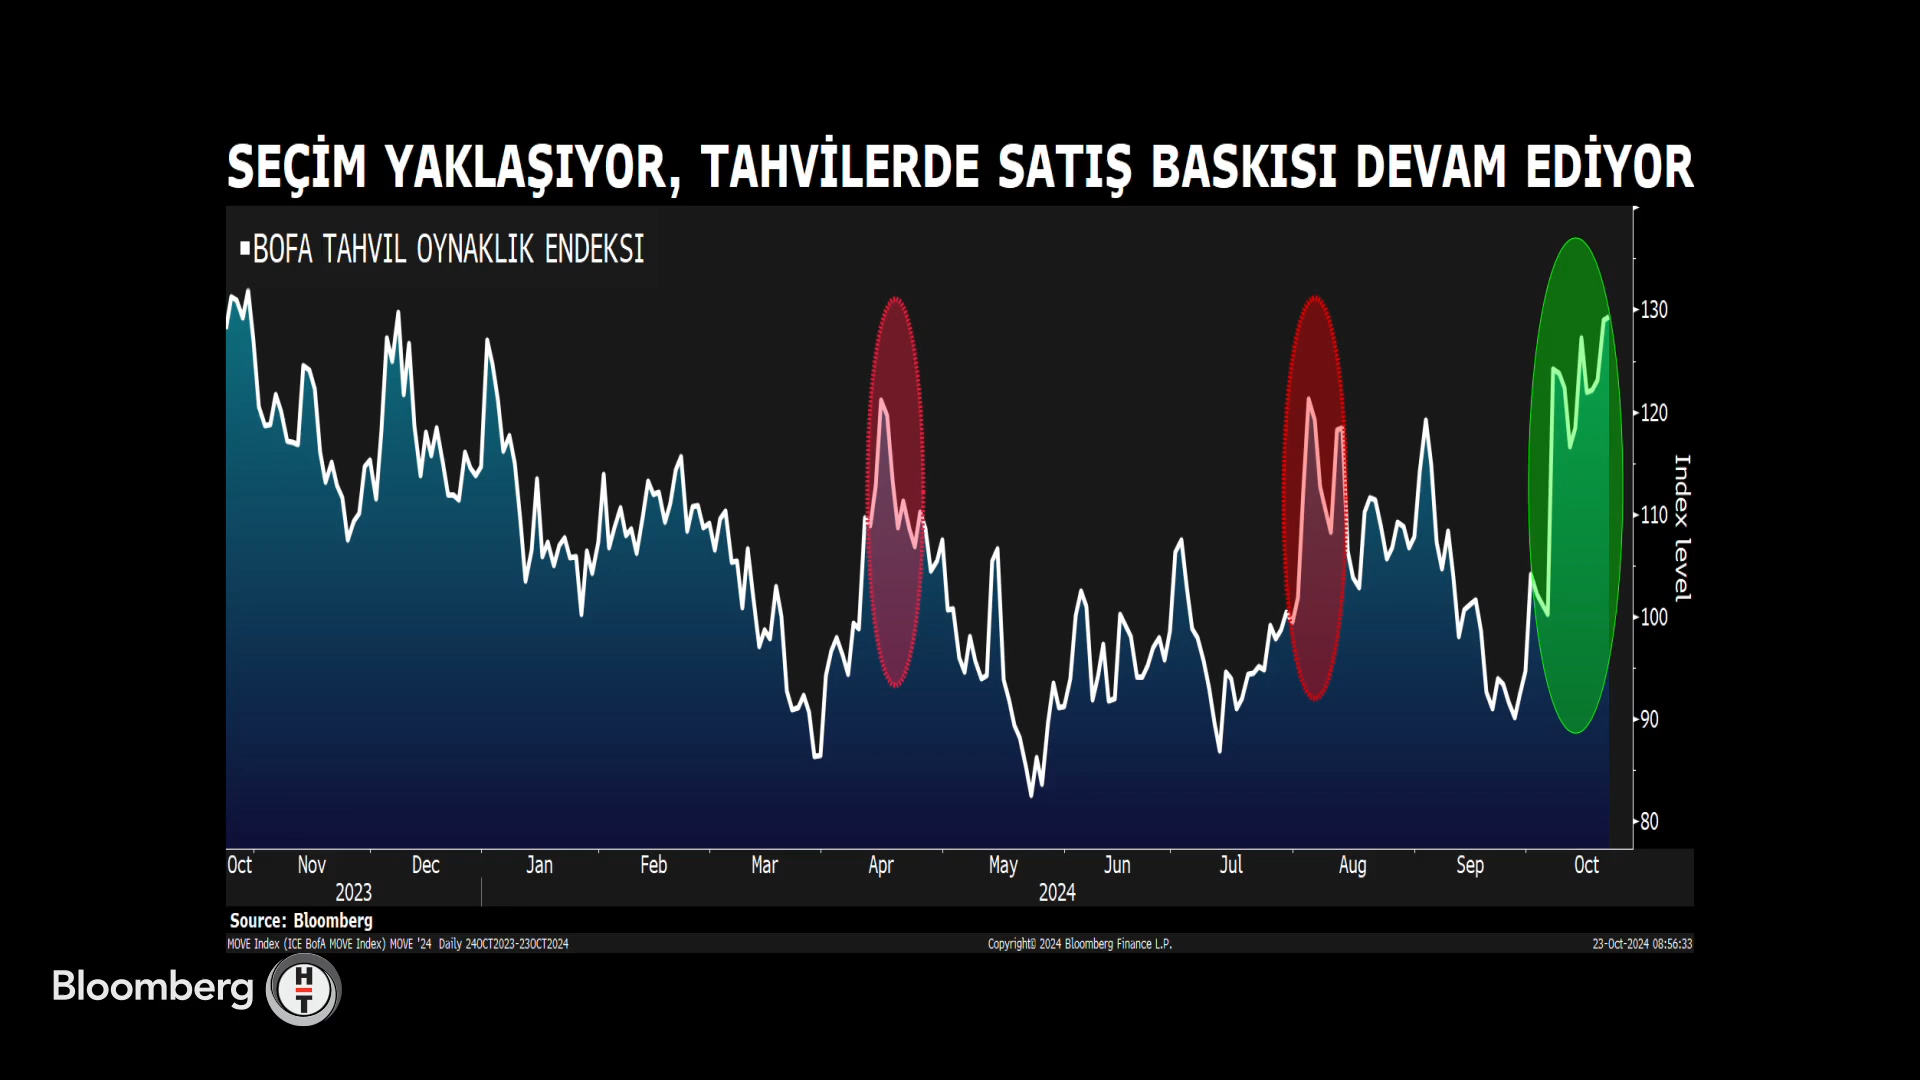 SEÇİM YAKLAŞIYOR, TAHVİLERDE SATIŞ BASKISI DEVAM EDİYOR
BOFA TAHVIL OYNAKLIK ENDEKSI
130
120
110
100
90
80
Index level
Oct Nov Dec Jan Feb Mar Apr May Jun Jul Aug Sep Oct
2023 2024
Source: Bloomberg
MOVE Index (ICE BofA MOVE Index) MOVE '24 Daily 24OCT2023-23OCT2024 Copyright© 2024 Bloomberg Finance L.P. 23-Oct-2024 08:56:33
Bloomberg HT